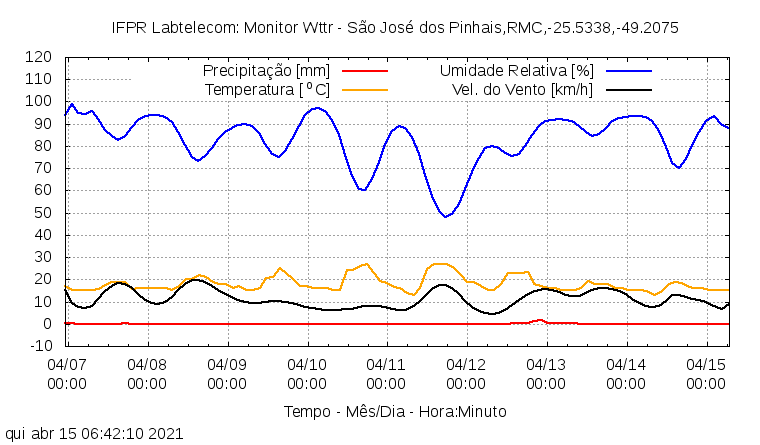 IFPR Labtelecom: Monitor Wttr - São José dos Pinhais,RMC,-25.5338,-49.2075
120
110
100
90
80
70
60
50
40
30
20
10
0
-10
Precipitação [mm]
Temperatura [⁰C]
Umidade Relativa [%]
Vel. do Vento [km/h]
04/07 04/08 04/09 04/10 04/11 04/12 04/13 04/14 04/15
00:00 00:00 00:00 00:00 00:00 00:00 00:00 00:00 00:00
Tempo - Mês/Dia - Hora:Minuto
qui abr 15 06:42:10 2021